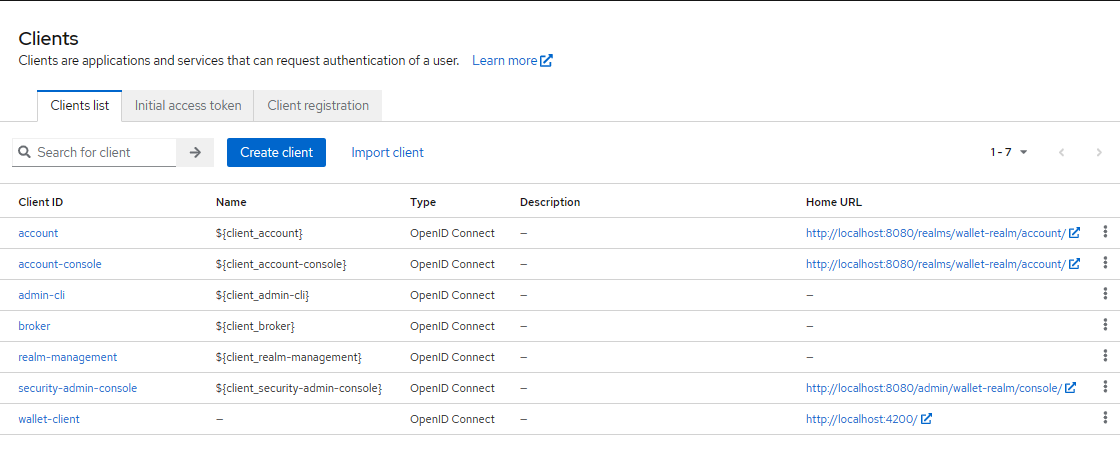 Clients
Clients are applications and services that can request authentication of a user. Learn more
Clients list Initial access token Client registration
Search for client Create client Import client 1 - 7
Client ID Name Type Description Home URL
account ${client_account} OpenID Connect – http://localhost:8080/realms/wallet-realm/account/
account-console ${client_account-console} OpenID Connect – http://localhost:8080/realms/wallet-realm/account/
admin-cli ${client_admin-cli} OpenID Connect – –
broker ${client_broker} OpenID Connect – –
realm-management ${client_realm-management} OpenID Connect – –
security-admin-console ${client_security-admin-console} OpenID Connect – http://localhost:8080/admin/wallet-realm/console/
wallet-client – OpenID Connect – http://localhost:4200/